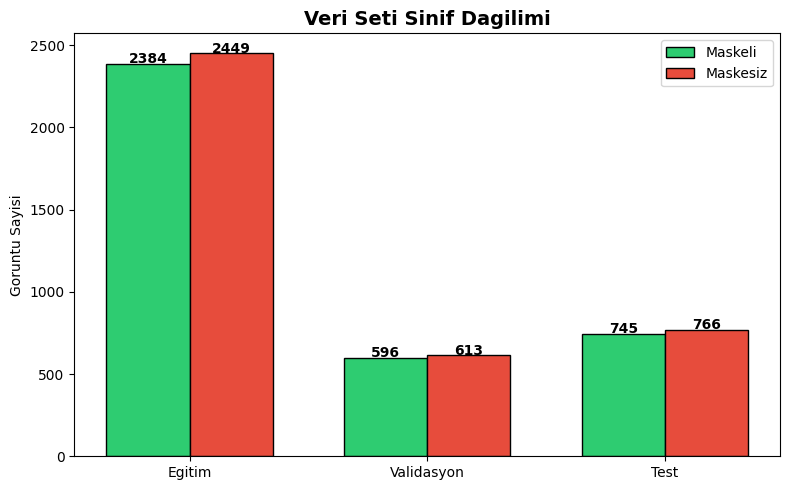 Veri Seti Sinif Dagilimi
Goruntu Sayisi
2500
2000
1500
1000
500
0
2384
2449
596
613
745
766
Maskeli
Maskesiz
Egitim
Validasyon
Test